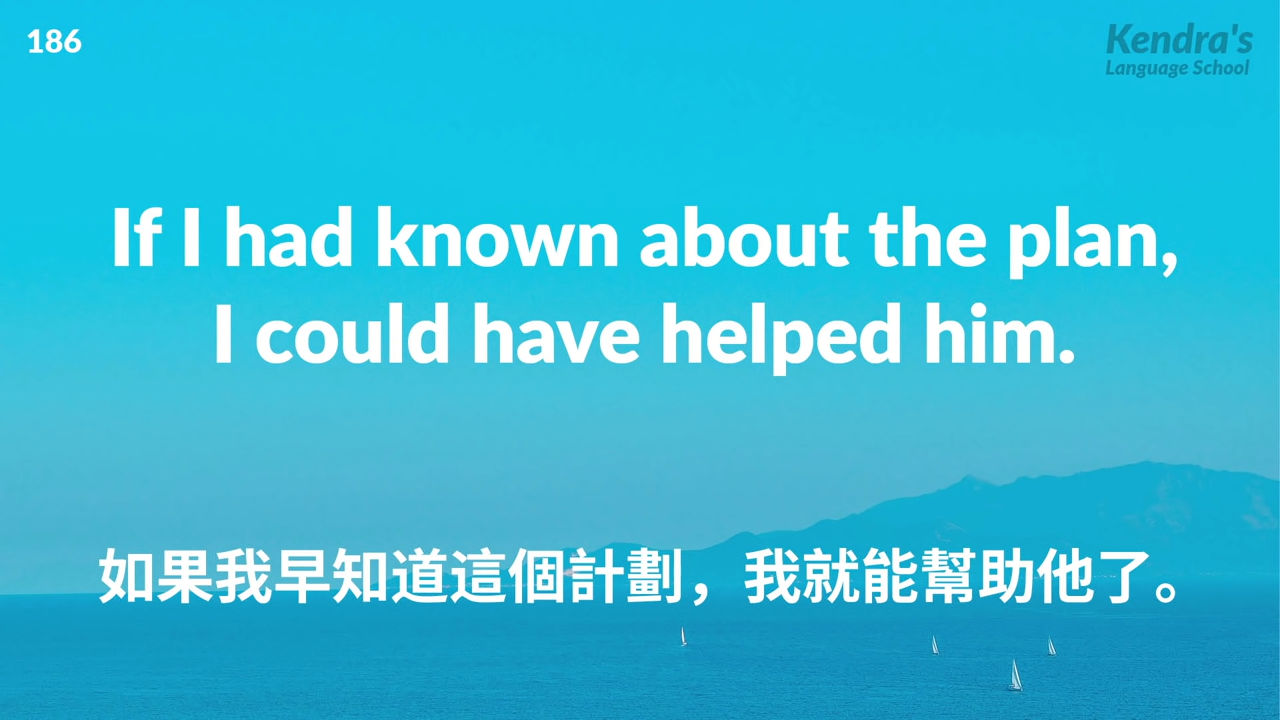 186
Kendra's
Language School
If I had known about the plan,
I could have helped him.
如果我早知道這個計劃，我就能幫助他了。